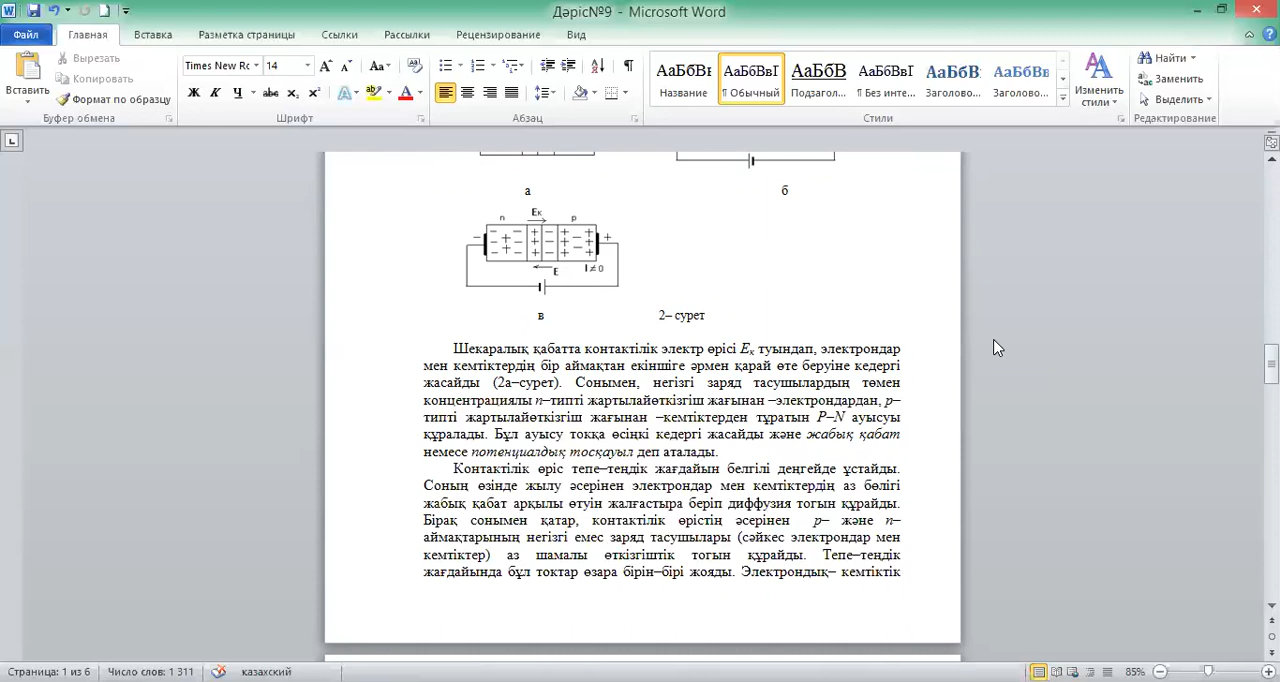 Дәріс№9 - Microsoft Word
Файл Главная Вставка Разметка страницы Ссылки Рассылки Рецензирование Вид
Вставить
Вырезать
Копировать
Формат по образцу
Буфер обмена
Times New Rc 14
Ж К Ч abc x₂ x²
Шрифт
Абзац
АаБбВв АаБбВвГ АаБбВ АаБбВвГ АаБбВ: АаБбВв
Название ¶ Обычный Подзагол... ¶ Без инте... Заголово... Заголово...
Изменить стили
Стили
Найти
Заменить
Выделить
Редактирование
а б
n Eк p
− +
E I ≠ 0
в 2– сурет
Шекаралық қабатта контактілік электр өрісі Eк туындап, электрондар
мен кемтіктердің бір аймақтан екіншіге әрмен қарай өте беруіне кедергі
жасайды (2а–сурет). Сонымен, негізгі заряд тасушылардың төмен
концентрациялы n–типті жартылайөткізгіш жағынан –электрондардан, p–
типті жартылайөткізгіш жағынан –кемтіктерден тұратын P–N ауысуы
құралады. Бұл ауысу токқа өсіңкі кедергі жасайды және жабық қабат
немесе потенциалдық тосқауыл деп аталады.
Контактілік өріс тепе–теңдік жағдайын белгілі деңгейде ұстайды.
Соның өзінде жылу әсерінен электрондар мен кемтіктердің аз бөлігі
жабық қабат арқылы өтуін жалғастыра беріп диффузия тогын құрайды.
Бірақ сонымен қатар, контактілік өрістің әсерінен p– және n–
аймақтарының негізгі емес заряд тасушылары (сәйкес электрондар мен
кемтіктер) аз шамалы өткізгіштік тогын құрайды. Тепе–теңдік
жағдайында бұл токтар өзара бірін–бірі жояды. Электрондық– кемтіктік
Страница: 1 из 6 Число слов: 1 311 казахский 85%